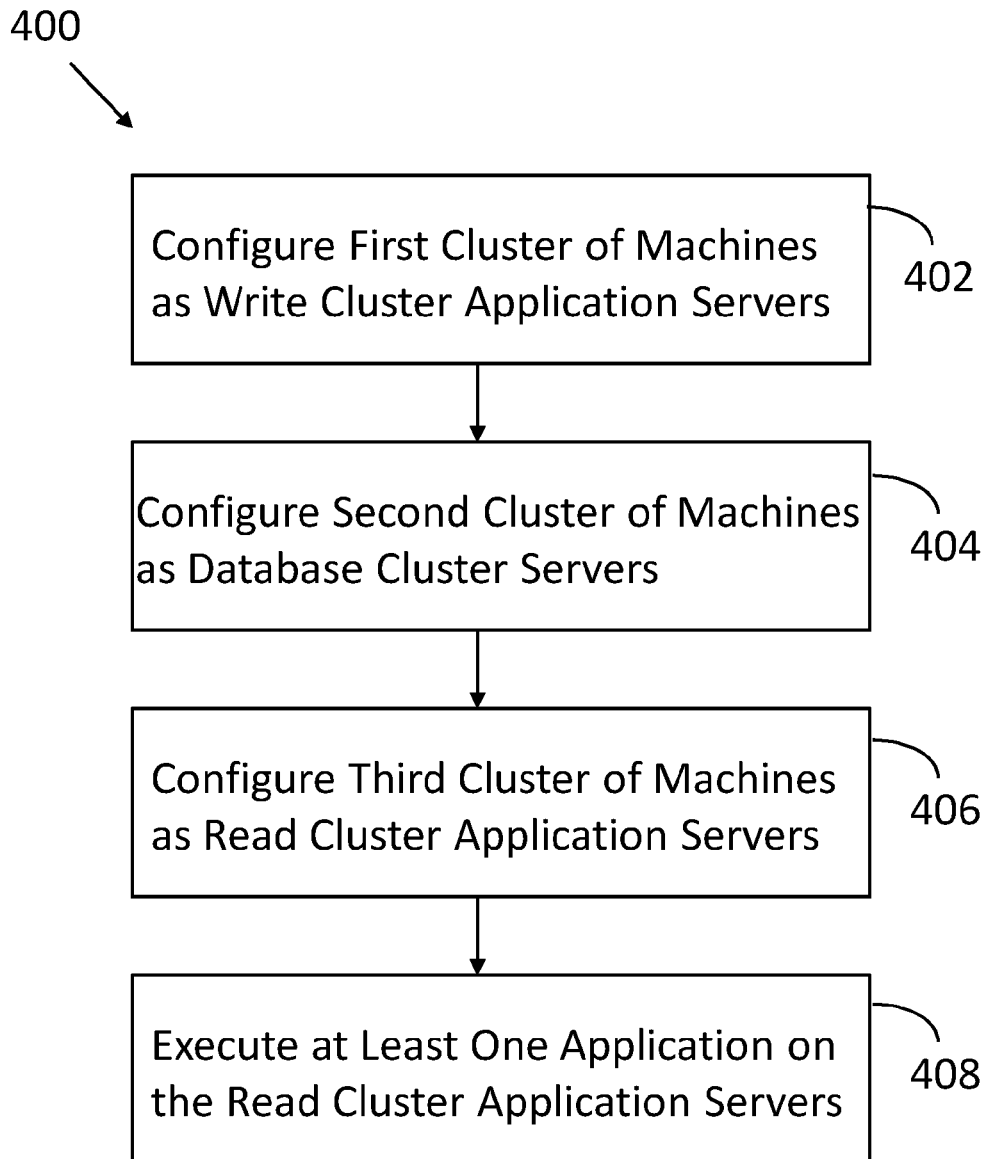 400
Configure First Cluster of Machines
as Write Cluster Application Servers
402
Configure Second Cluster of Machines
as Database Cluster Servers
404
Configure Third Cluster of Machines
as Read Cluster Application Servers
406
Execute at Least One Application on
the Read Cluster Application Servers
408